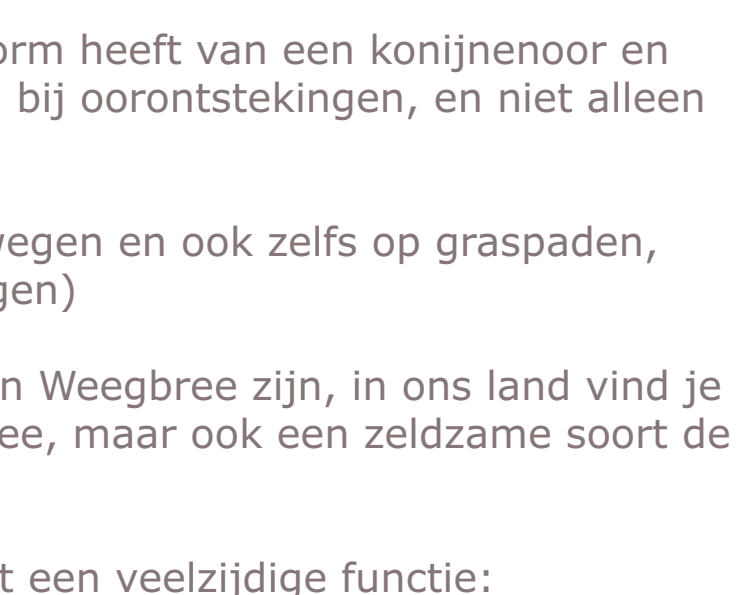 orm heeft van een konijnenoor en
bij oorontstekingen, en niet alleen
wegen en ook zelfs op graspaden,
gen)
n Weegbree zijn, in ons land vind je
ee, maar ook een zeldzame soort de
t een veelzijdige functie: